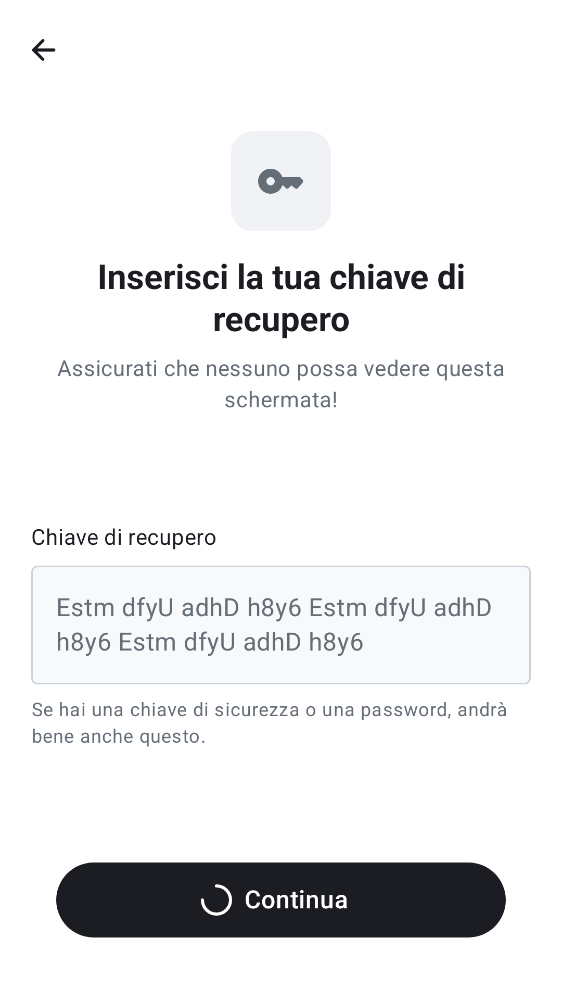 Inserisci la tua chiave di
recupero
Assicurati che nessuno possa vedere questa
schermata!
Chiave di recupero
Estm dfyU adhD h8y6 Estm dfyU adhD
h8y6 Estm dfyU adhD h8y6
Se hai una chiave di sicurezza o una password, andrà
bene anche questo.
Continua